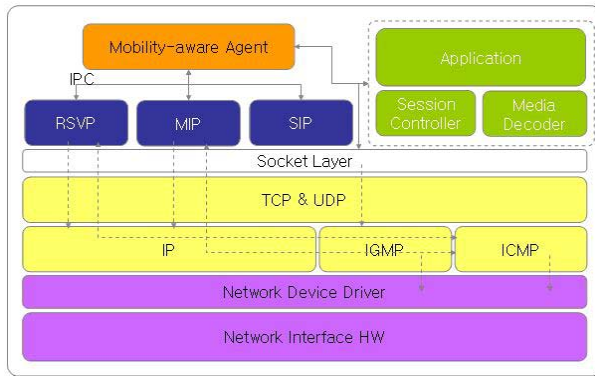 Mobility-aware Agent
Application
IPC
Session
Controller
Media
Decoder
RSVP
MIP
SIP
Socket Layer
TCP & UDP
IP
IGMP
ICMP
Network Device Driver
Network Interface HW